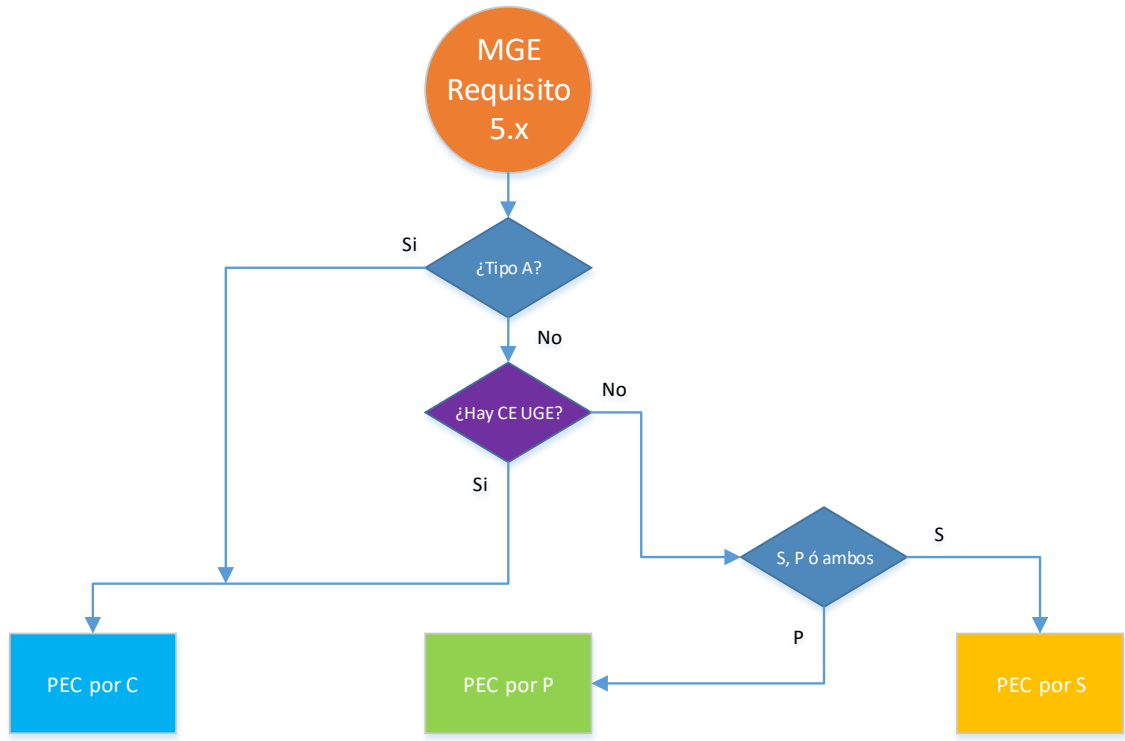 MGE
Requisito
5.x
Si
¿Tipo A?
No
¿Hay CE UGE?
No
Si
S, P ó ambos
S
P
PEC por C
PEC por P
PEC por S